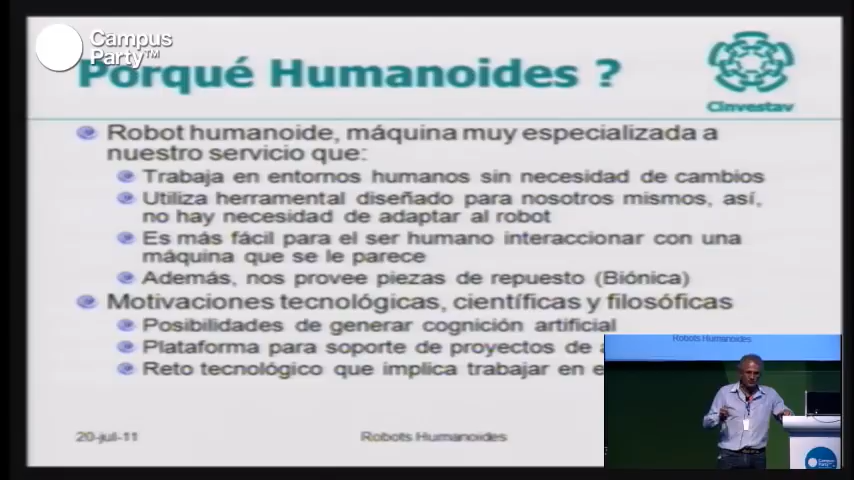 Campus
Party™
Porqué Humanoides ?
Cinvestav
Robot humanoide, máquina muy especializada a
nuestro servicio que:
Trabaja en entornos humanos sin necesidad de cambios
Utiliza herramental diseñado para nosotros mismos, así,
no hay necesidad de adaptar al robot
Es más fácil para el ser humano interaccionar con una
máquina que se le parece
Además, nos provee piezas de repuesto (Biónica)
Motivaciones tecnológicas, científicas y filosóficas
Posibilidades de generar cognición artificial
Plataforma para soporte de proyectos de
Reto tecnológico que implica trabajar en
20-jul-11
Robots Humanoides
Robots Humanoides
Campus
Party